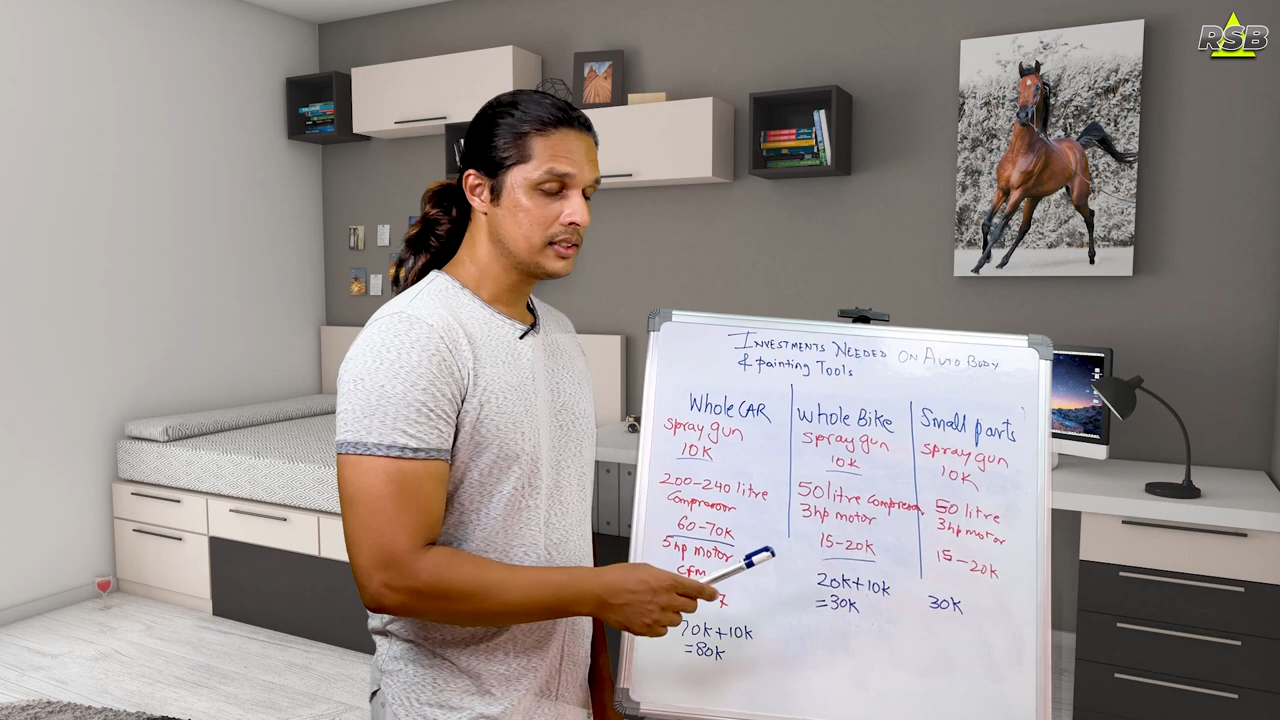 RSB
INVESTMENTS NEEDED ON AUTO BODY
& painting Tools
Whole CAR
spray gun
10K
200-240 litre
Compressor
60-70K
5hp motor
CFM
70K+10K
=80K
Whole Bike
spray gun
10K
50 litre Compressor
3hp motor
15-20K
20K+10K
=30K
Small parts
spray gun
10K
50 litre
3hp motor
15-20K
30K